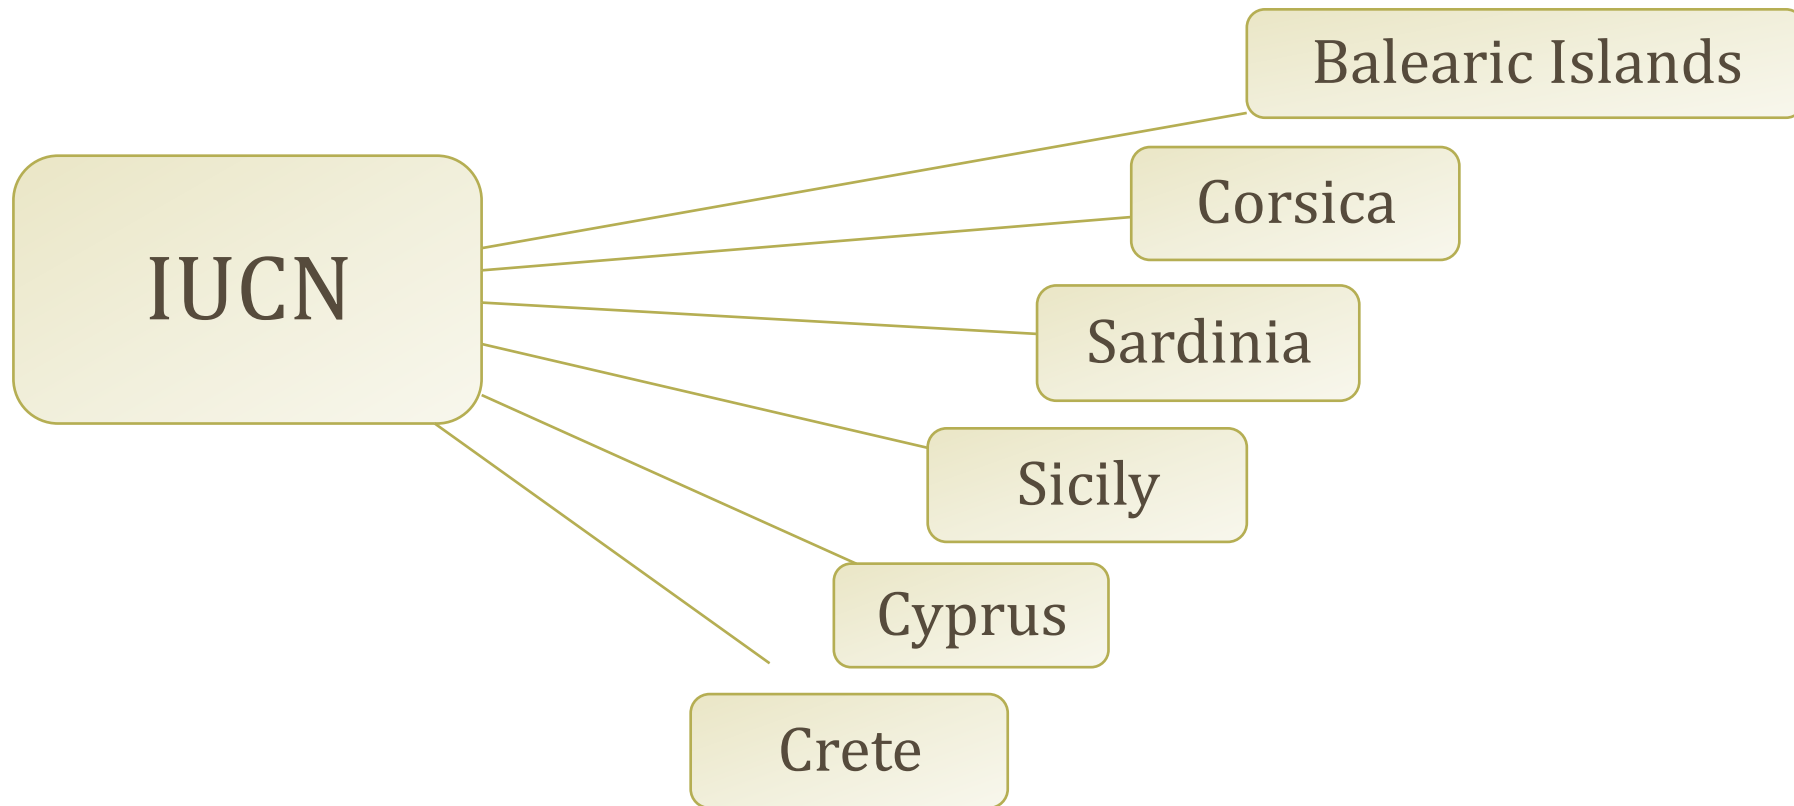 IUCN
Balearic Islands
Corsica
Sardinia
Sicily
Cyprus
Crete